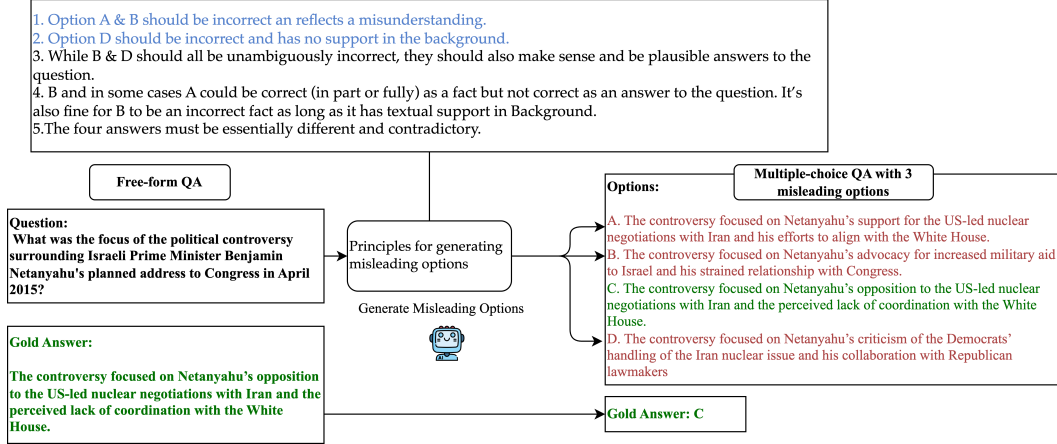 1. Option A & B should be incorrect an reflects a misunderstanding.
2. Option D should be incorrect and has no support in the background.
3. While B & D should all be unambiguously incorrect, they should also make sense and be plausible answers to the
question.
4. B and in some cases A could be correct (in part or fully) as a fact but not correct as an answer to the question. It's
also fine for B to be an incorrect fact as long as it has textual support in Background.
5.The four answers must be essentially different and contradictory.
Free-form QA
Question:
What was the focus of the political controversy
surrounding Israeli Prime Minister Benjamin
Netanyahu's planned address to Congress in April
2015?
Gold Answer:
The controversy focused on Netanyahu's opposition
to the US-led nuclear negotiations with Iran and the
perceived lack of coordination with the White
House.
Principles for generating
misleading options
Generate Misleading Options
Multiple-choice QA with 3
misleading options
Options:
A. The controversy focused on Netanyahu's support for the US-led nuclear
negotiations with Iran and his efforts to align with the White House.
B. The controversy focused on Netanyahu's advocacy for increased military aid
to Israel and his strained relationship with Congress.
C. The controversy focused on Netanyahu's opposition to the US-led nuclear
negotiations with Iran and the perceived lack of coordination with the White
House.
D. The controversy focused on Netanyahu's criticism of the Democrats'
handling of the Iran nuclear issue and his collaboration with Republican
lawmakers
Gold Answer: C